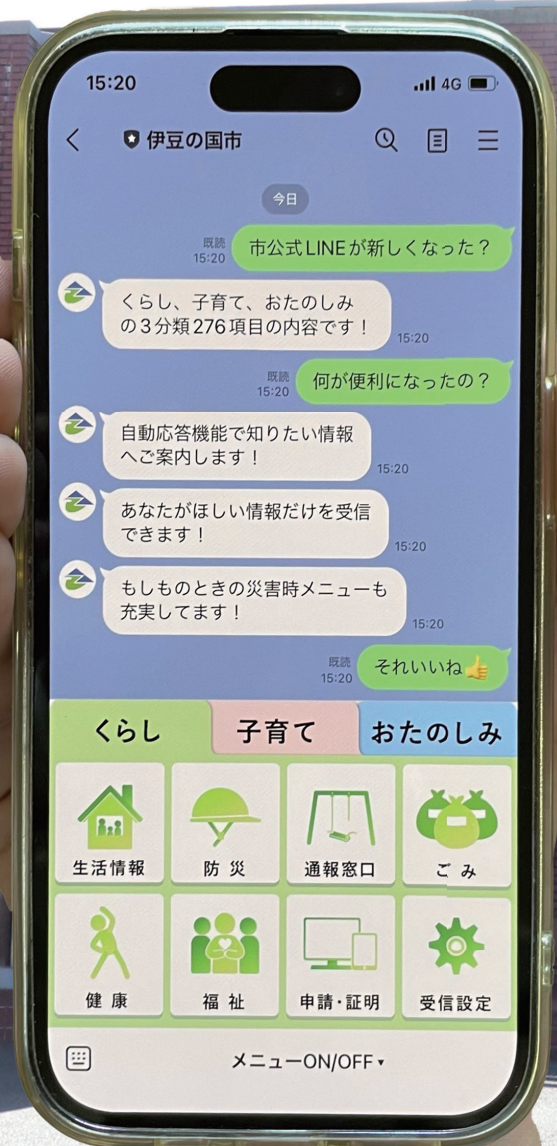 15:20
4G
伊豆の国市
今日
既読
15:20
市公式LINEが新しくなった？
くらし、子育て、おたのしみ
の3分類276項目の内容です！
15:20
既読
15:20
何が便利になったの？
自動応答機能で知りたい情報
へご案内します！
15:20
あなたがほしい情報だけを受信
できます！
15:20
もしものときの災害時メニューも
充実してます！
15:20
既読
15:20
それいいね👍
くらし
子育て
おたのしみ
生活情報
防災
通報窓口
ごみ
健康
福祉
申請・証明
受信設定
メニューON/OFF▾